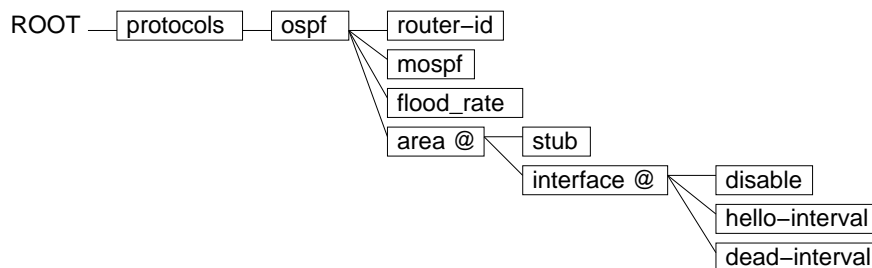 ROOT protocols ospf router–id
mospf
flood_rate
area @ stub
interface @ disable
hello–interval
dead–interval